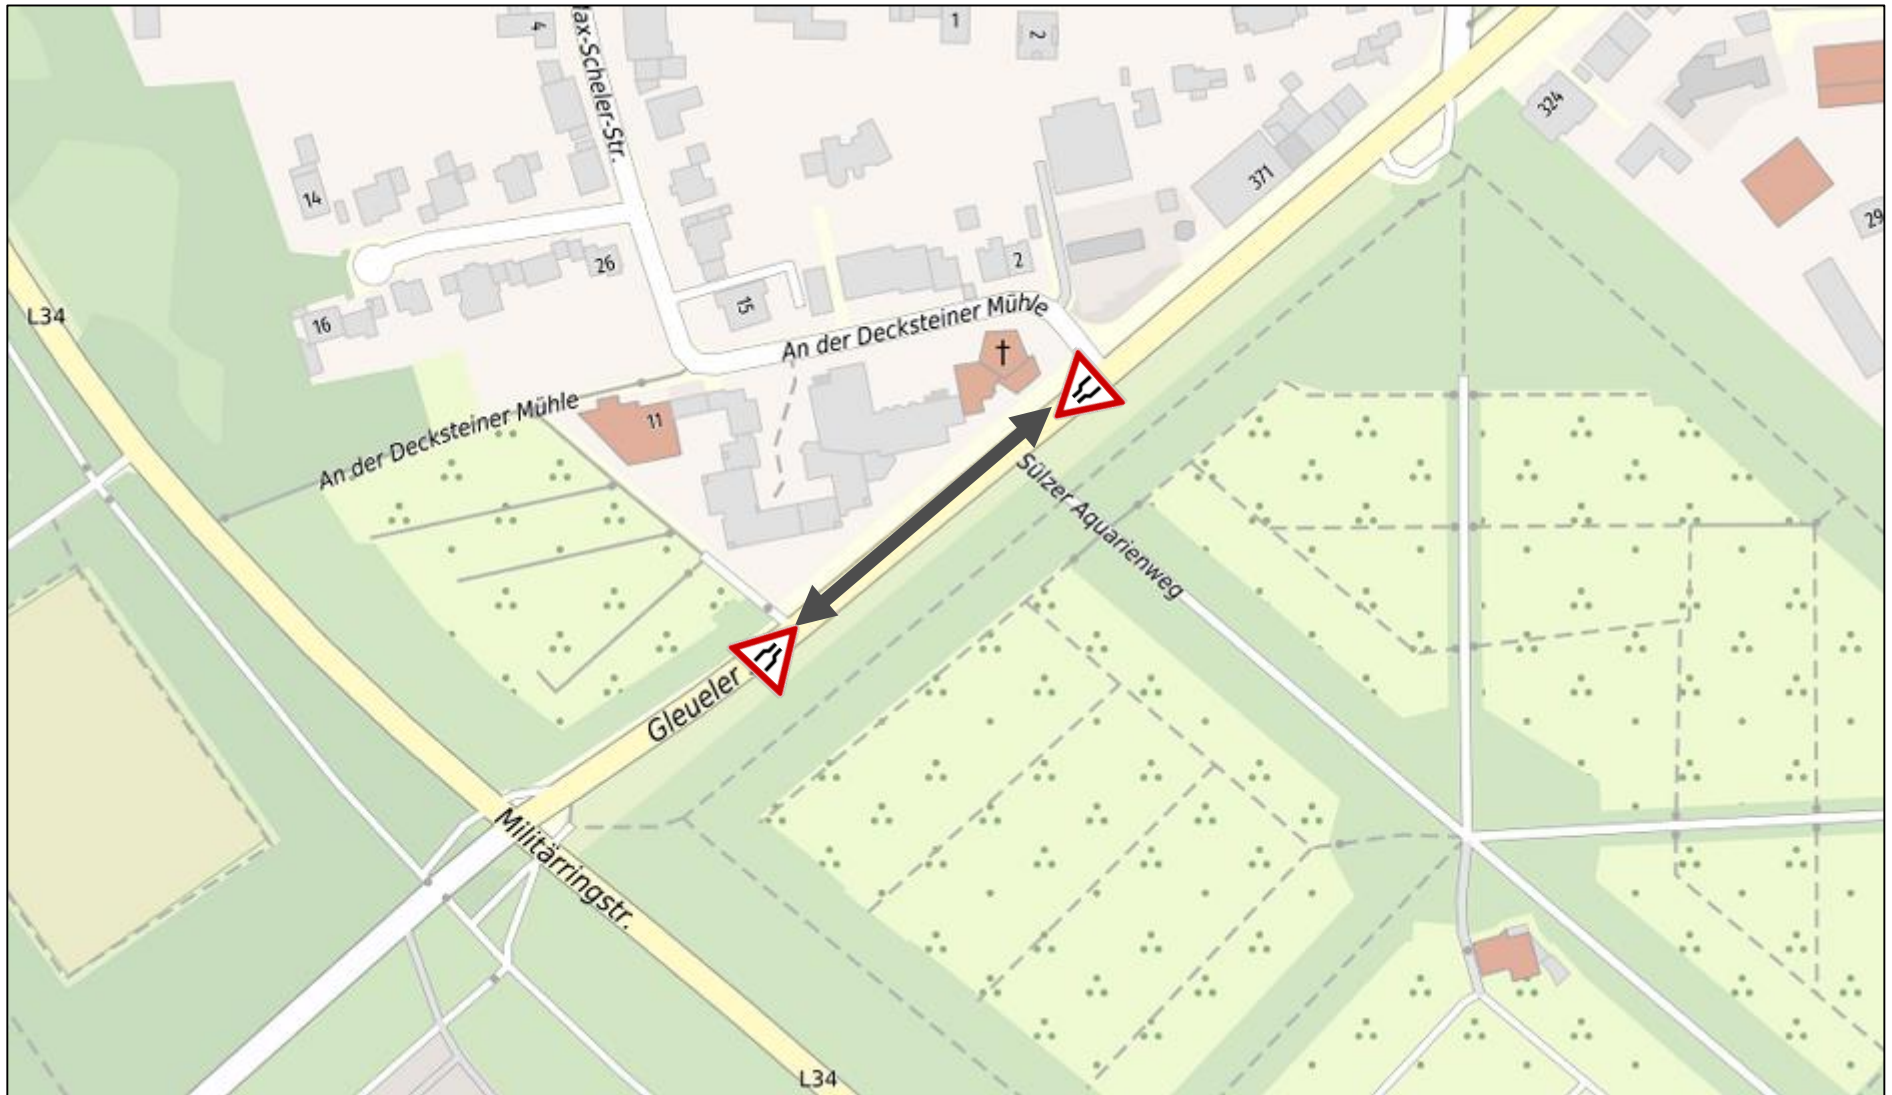 4
1
2
ax-Scheler-Str.
324
371
14
29
26
2
16
15
L34
An der Decksteiner Mühle
11
An der Decksteiner Mühle
Sülzer Aquarienweg
Gleueler
Militärringstr.
L34